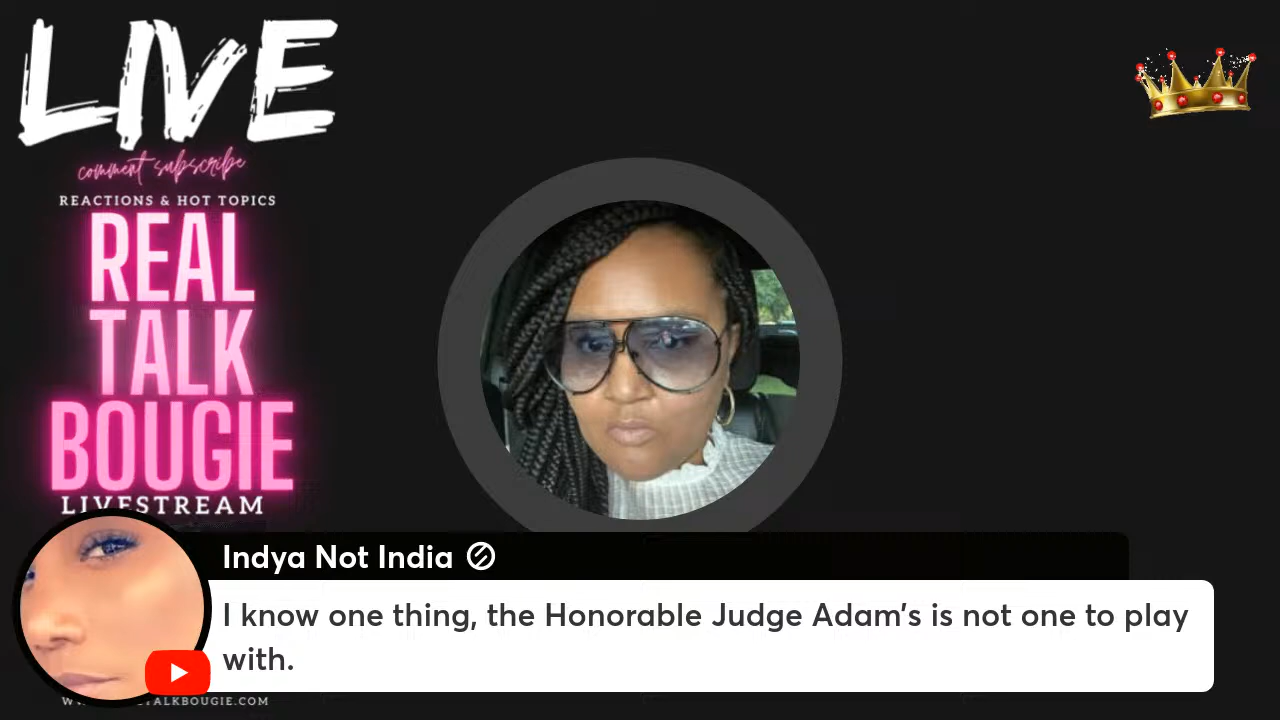 LIVE
comment subscribe
REACTIONS & HOT TOPICS
REAL
TALK
BOUGIE
LIVESTREAM
Indya Not India
I know one thing, the Honorable Judge Adam's is not one to play
with.